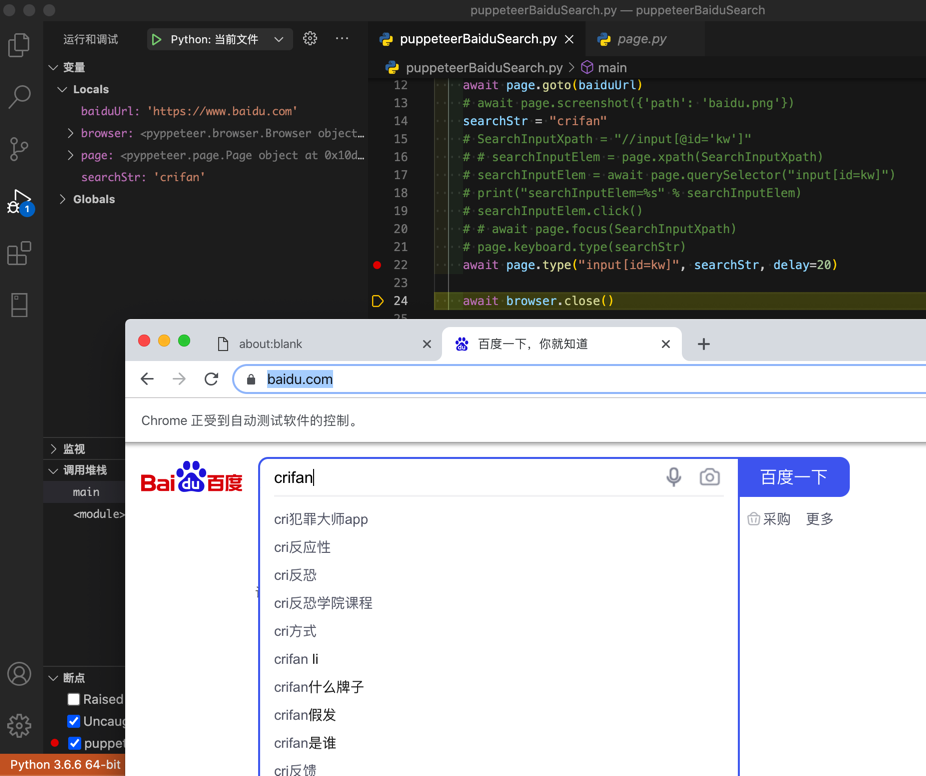 puppeteerBaiduSearch.py — puppeteerBaiduSearch
运行和调试 Python: 当前文件 ···
puppeteerBaiduSearch.py × page.py
变量
puppeteerBaiduSearch.py > main
Locals
baiduUrl: 'https://www.baidu.com'
browser: <pyppeteer.browser.Browser object…
page: <pyppeteer.page.Page object at 0x10d…
searchStr: 'crifan'
Globals
12 await page.goto(baiduUrl)
13 # await page.screenshot({'path': 'baidu.png'})
14 searchStr = "crifan"
15 # SearchInputXpath = "//input[@id='kw']"
16 # # searchInputElem = page.xpath(SearchInputXpath)
17 # searchInputElem = await page.querySelector("input[id=kw]")
18 # print("searchInputElem=%s" % searchInputElem)
19 # searchInputElem.click()
20 # # await page.focus(SearchInputXpath)
21 # page.keyboard.type(searchStr)
22 await page.type("input[id=kw]", searchStr, delay=20)
23
24 await browser.close()
25
1
about:blank × 百度一下，你就知道 × +
baidu.com
Chrome 正受到自动测试软件的控制。
监视
调用堆栈
main
<module>
Bai du 百度
crifan
百度一下
采购 更多
cri犯罪大师app
cri反应性
cri反恐
cri反恐学院课程
cri方式
crifan li
crifan什么牌子
crifan假发
crifan是谁
cri反馈
断点
Raised
Uncaug
puppet
Python 3.6.6 64-bit